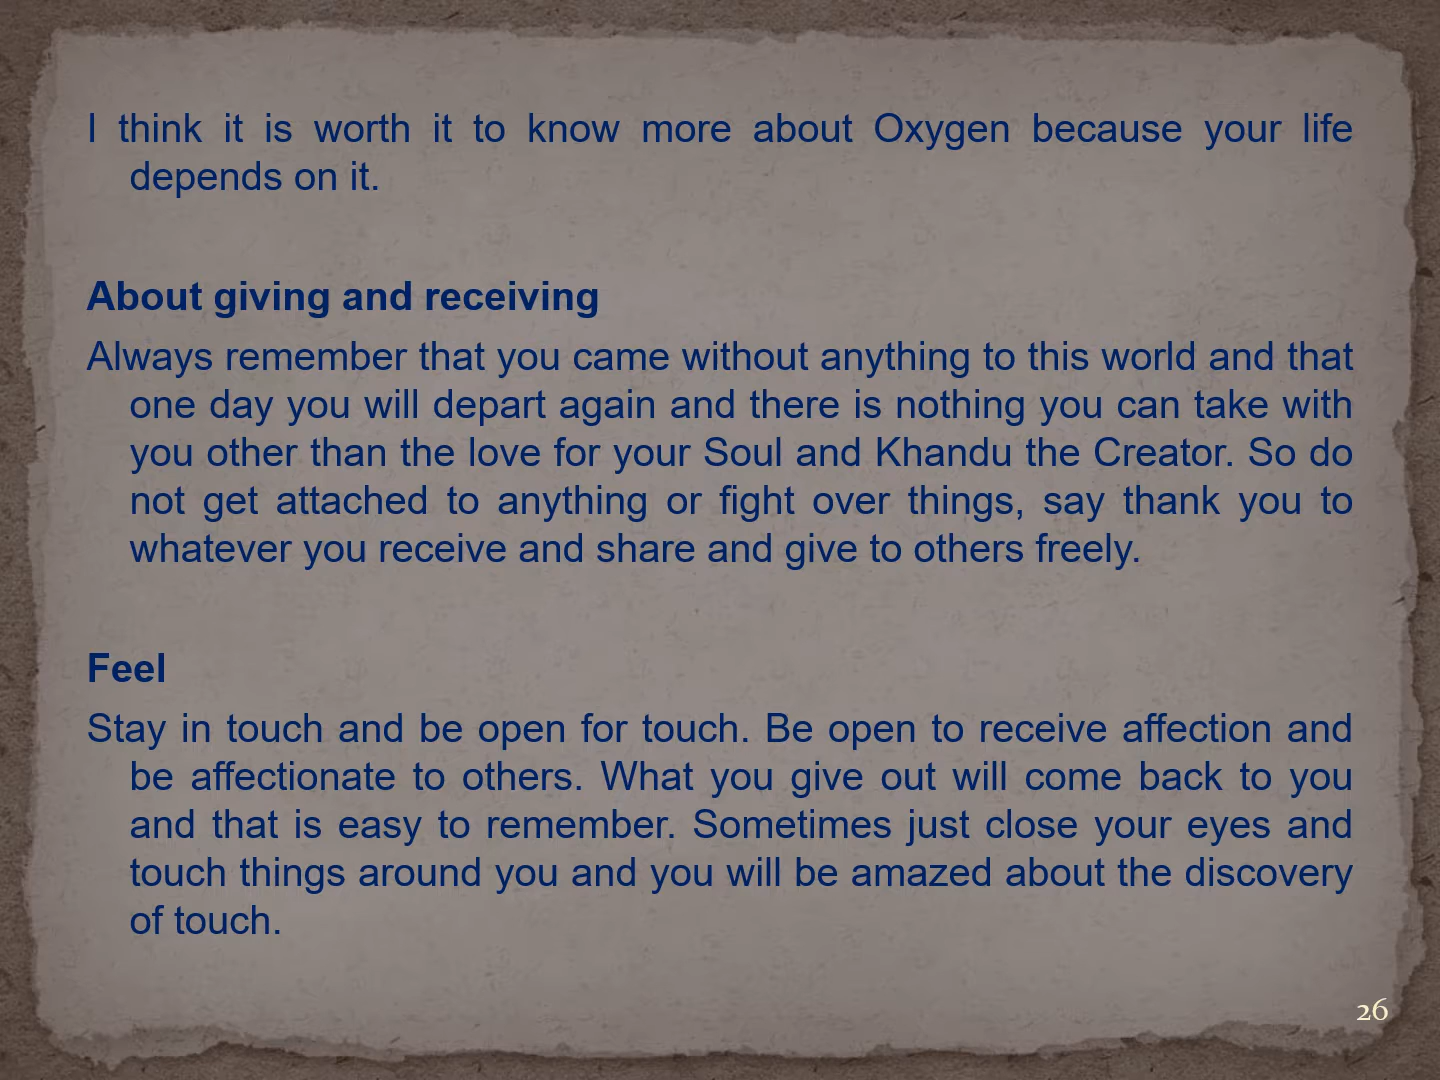 I think it is worth it to know more about Oxygen because your life
depends on it.
About giving and receiving
Always remember that you came without anything to this world and that
one day you will depart again and there is nothing you can take with
you other than the love for your Soul and Khandu the Creator. So do
not get attached to anything or fight over things, say thank you to
whatever you receive and share and give to others freely.
Feel
Stay in touch and be open for touch. Be open to receive affection and
be affectionate to others. What you give out will come back to you
and that is easy to remember. Sometimes just close your eyes and
touch things around you and you will be amazed about the discovery
of touch.
26